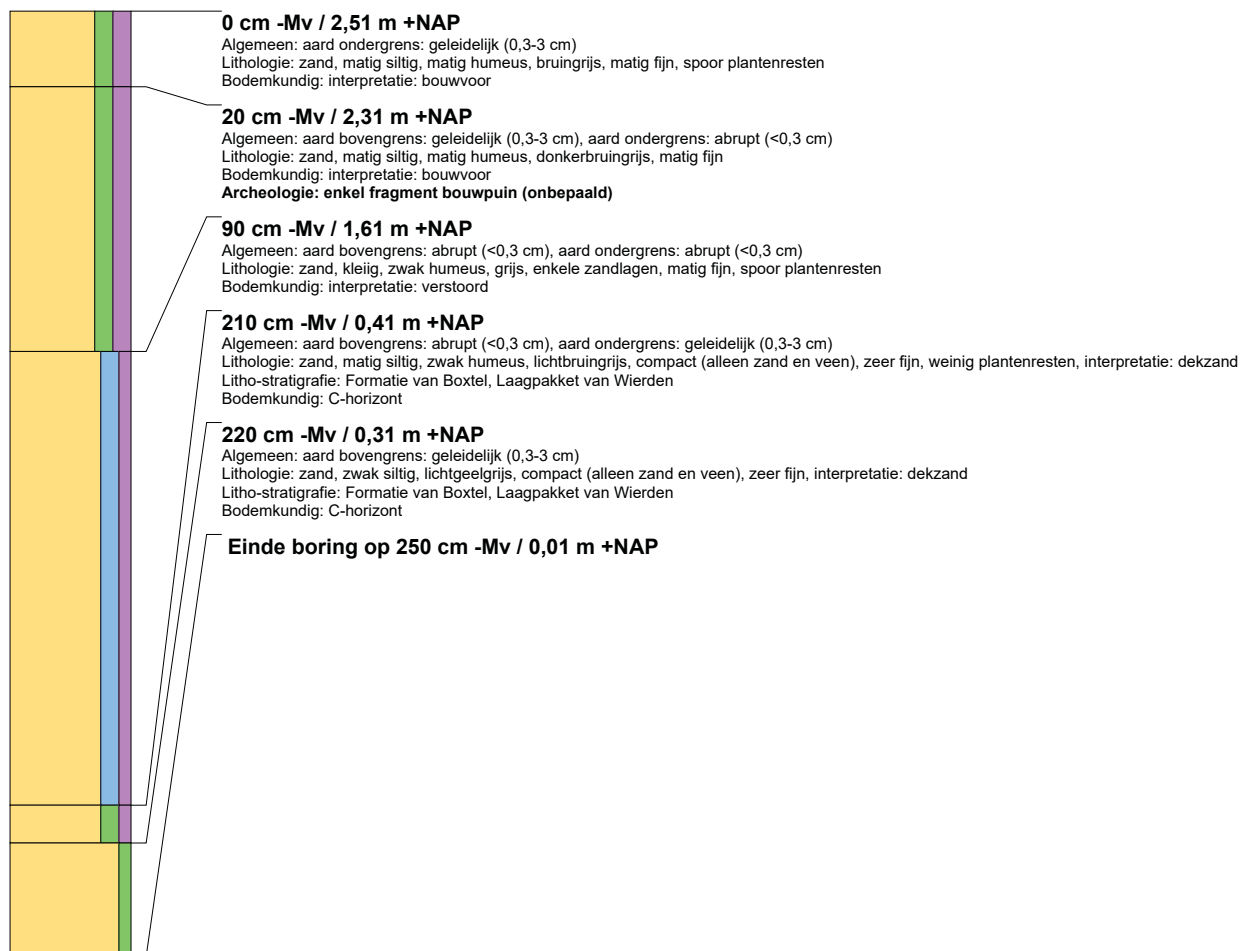 0 cm -Mv / 2,51 m +NAP
Algemeen: aard ondergrens: geleidelijk (0,3-3 cm)
Lithologie: zand, matig siltig, matig humeus, bruingrijs, matig fijn, spoor plantenresten
Bodemkundig: interpretatie: bouwvoor
20 cm -Mv / 2,31 m +NAP
Algemeen: aard bovengrens: geleidelijk (0,3-3 cm), aard ondergrens: abrupt (<0,3 cm)
Lithologie: zand, matig siltig, matig humeus, donkerbruingrijs, matig fijn
Bodemkundig: interpretatie: bouwvoor
Archeologie: enkel fragment bouwpuin (onbepaald)
90 cm -Mv / 1,61 m +NAP
Algemeen: aard bovengrens: abrupt (<0,3 cm), aard ondergrens: abrupt (<0,3 cm)
Lithologie: zand, kleiig, zwak humeus, grijs, enkele zandlagen, matig fijn, spoor plantenresten
Bodemkundig: interpretatie: verstoord
210 cm -Mv / 0,41 m +NAP
Algemeen: aard bovengrens: abrupt (<0,3 cm), aard ondergrens: geleidelijk (0,3-3 cm)
Lithologie: zand, matig siltig, zwak humeus, lichtbruingrijs, compact (alleen zand en veen), zeer fijn, weinig plantenresten, interpretatie: dekzand
Litho-stratigrafie: Formatie van Boxtel, Laagpakket van Wierden
Bodemkundig: C-horizont
220 cm -Mv / 0,31 m +NAP
Algemeen: aard bovengrens: geleidelijk (0,3-3 cm)
Lithologie: zand, zwak siltig, lichtgeelgrijs, compact (alleen zand en veen), zeer fijn, interpretatie: dekzand
Litho-stratigrafie: Formatie van Boxtel, Laagpakket van Wierden
Bodemkundig: C-horizont
Einde boring op 250 cm -Mv / 0,01 m +NAP